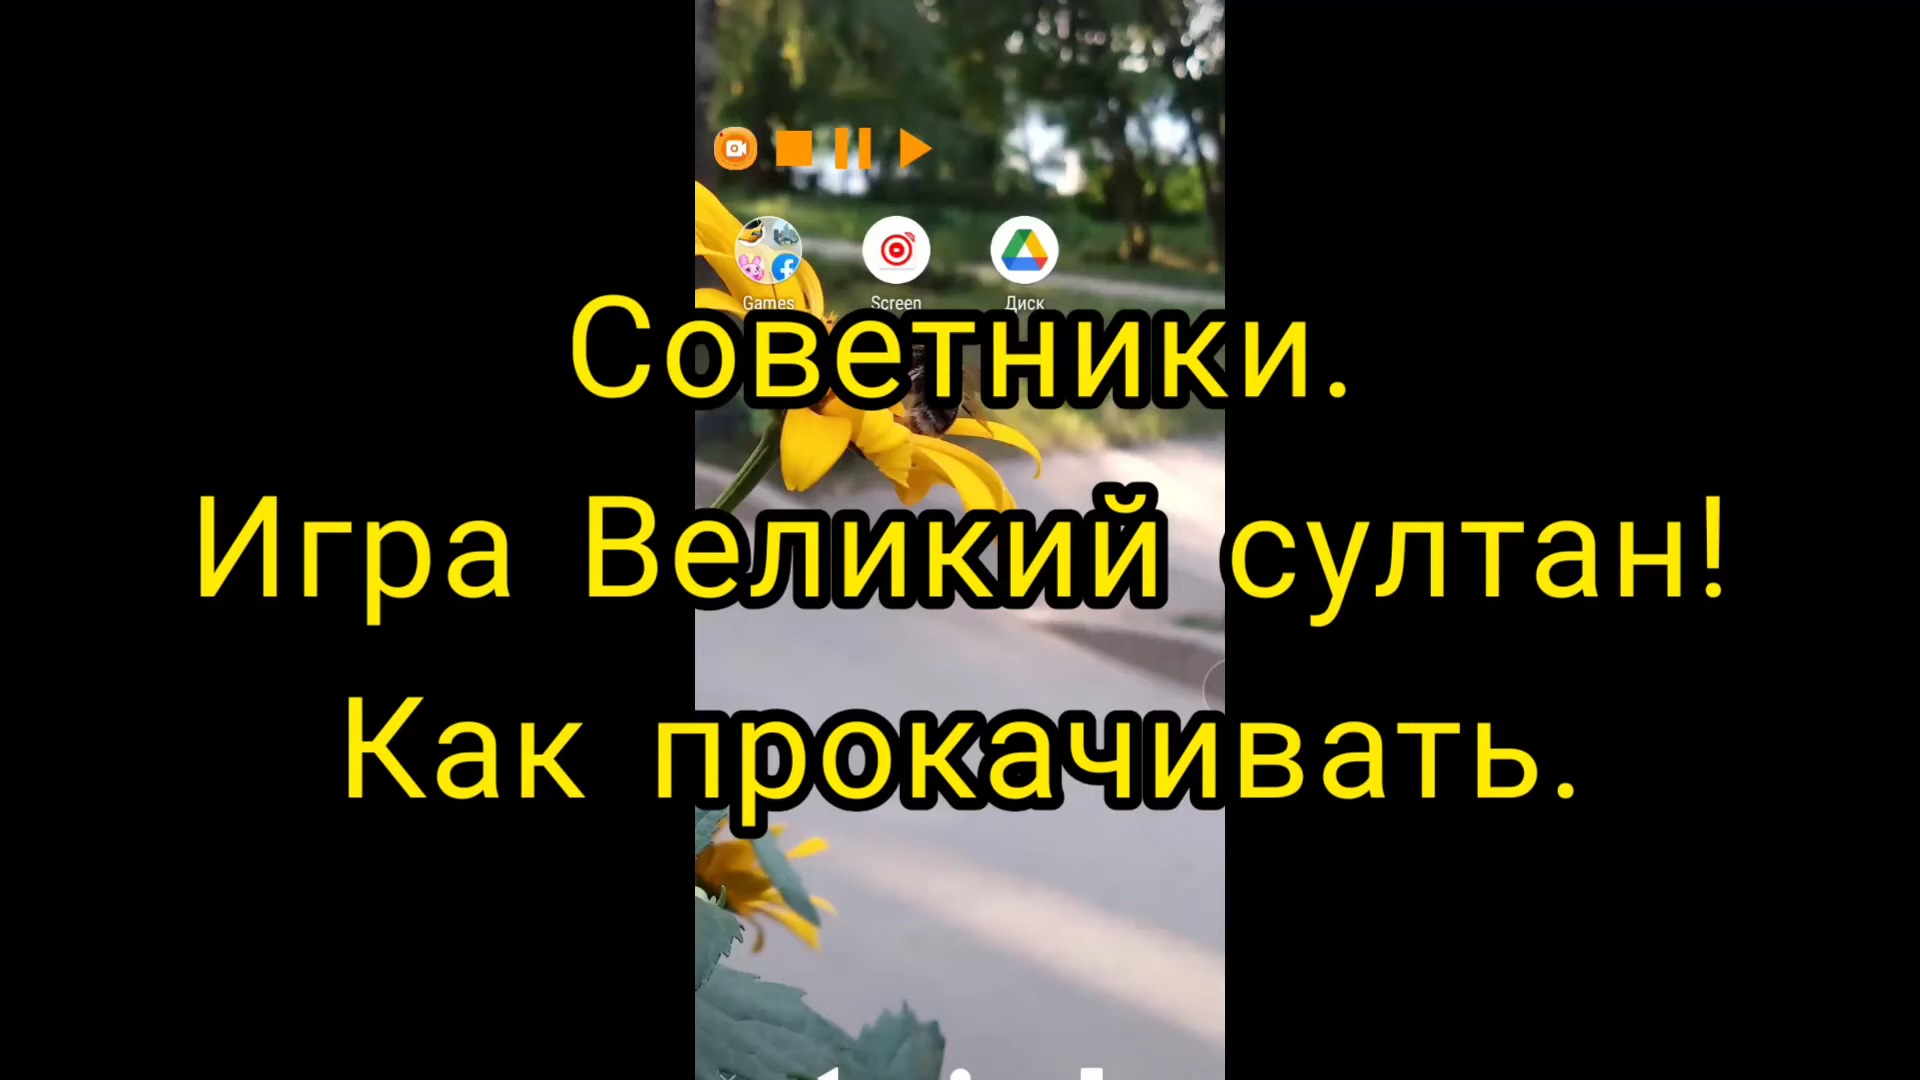 Games Screen Диск
Советники.
Игра Великий султан!
Как прокачивать.